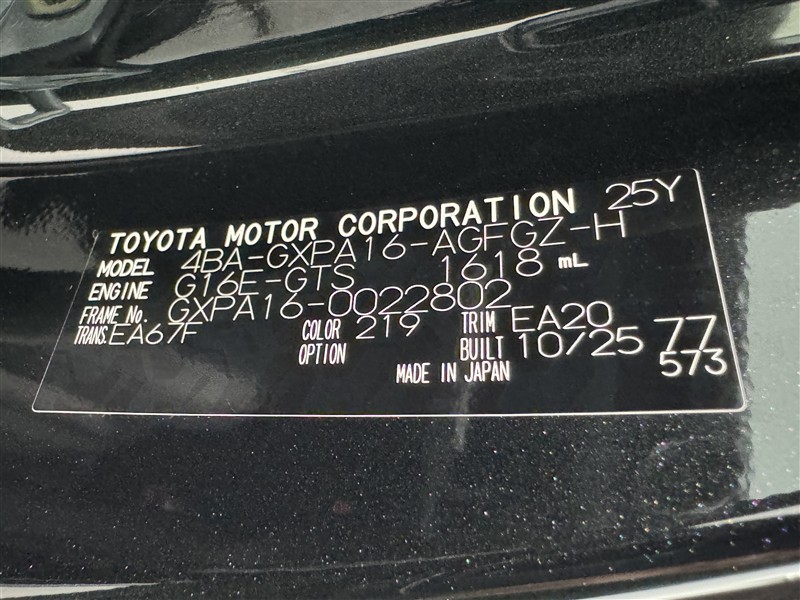 TOYOTA MOTOR CORPORATION 25Y
MODEL 4BA-GXPA16-AGFGZ-H
ENGINE G16E-GTS 1618 mL
FRAME No. GXPA16-0022802
TRANS. EA67F COLOR 219 TRIM EA20 77
OPTION BUILT 10/25 573
MADE IN JAPAN